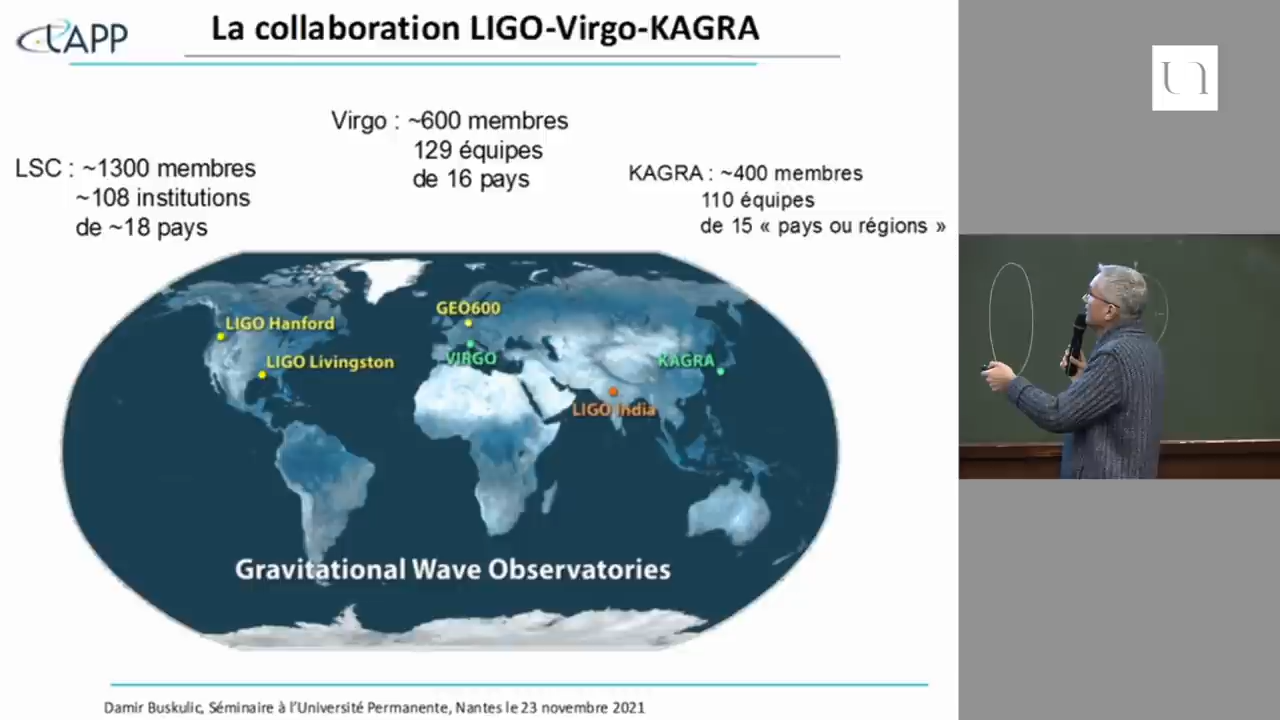 LAPP
La collaboration LIGO-Virgo-KAGRA
Virgo : ~600 membres
129 équipes
de 16 pays
LSC : ~1300 membres
~108 institutions
de ~18 pays
KAGRA : ~400 membres
110 équipes
de 15 « pays ou régions »
GEO600
LIGO Hanford
VIRGO
LIGO Livingston
KAGRA
LIGO India
Gravitational Wave Observatories
Damir Buskulic, Séminaire à l'Université Permanente, Nantes le 23 novembre 2021